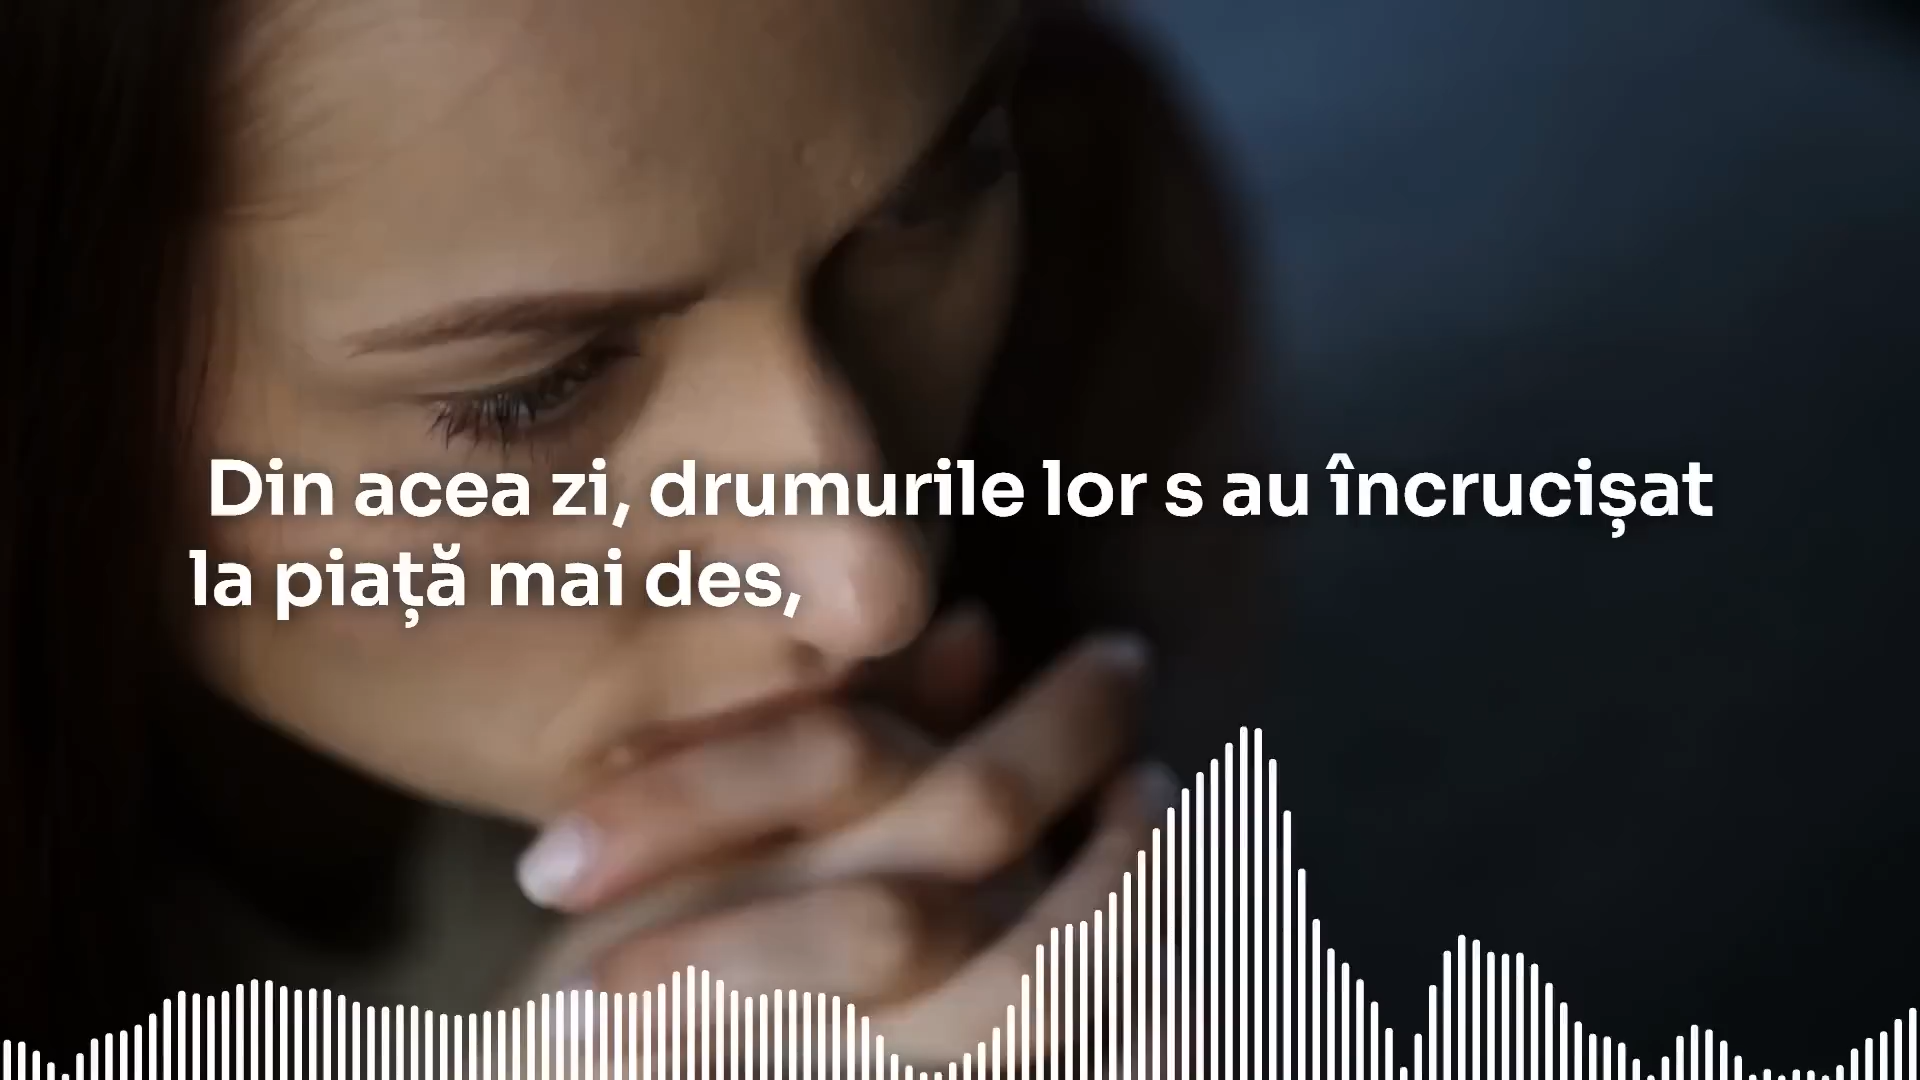 Din acea zi, drumurile lor s au încrucișat
la piață mai des,